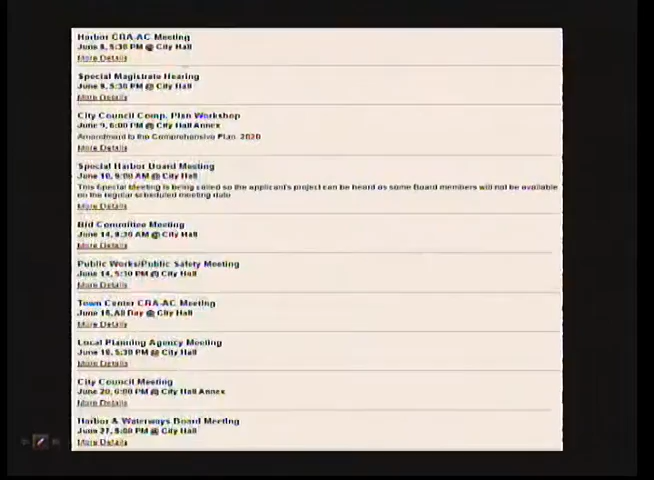 Harbor CRA-AC Meeting
June 8, 5:30 PM @ City Hall
More Details
Special Magistrate Hearing
June 9, 5:30 PM @ City Hall
More Details
City Council Comp. Plan Workshop
June 9, 6:00 PM @ City Hall Annex
Amendment to the Comprehensive Plan 2020
More Details
Special Harbor Board Meeting
June 10, 9:00 AM @ City Hall
This Special Meeting is being called so the applicant's project can be heard as some Board members will not be available
on the regular scheduled meeting date
More Details
Bid Committee Meeting
June 14, 9:30 AM @ City Hall
More Details
Public Works/Public Safety Meeting
June 14, 5:30 PM @ City Hall
More Details
Town Center CRA-AC Meeting
June 16, All Day @ City Hall
More Details
Local Planning Agency Meeting
June 16, 5:30 PM @ City Hall
More Details
City Council Meeting
June 20, 6:00 PM @ City Hall Annex
More Details
Harbor & Waterways Board Meeting
June 27, 5:00 PM @ City Hall
More Details